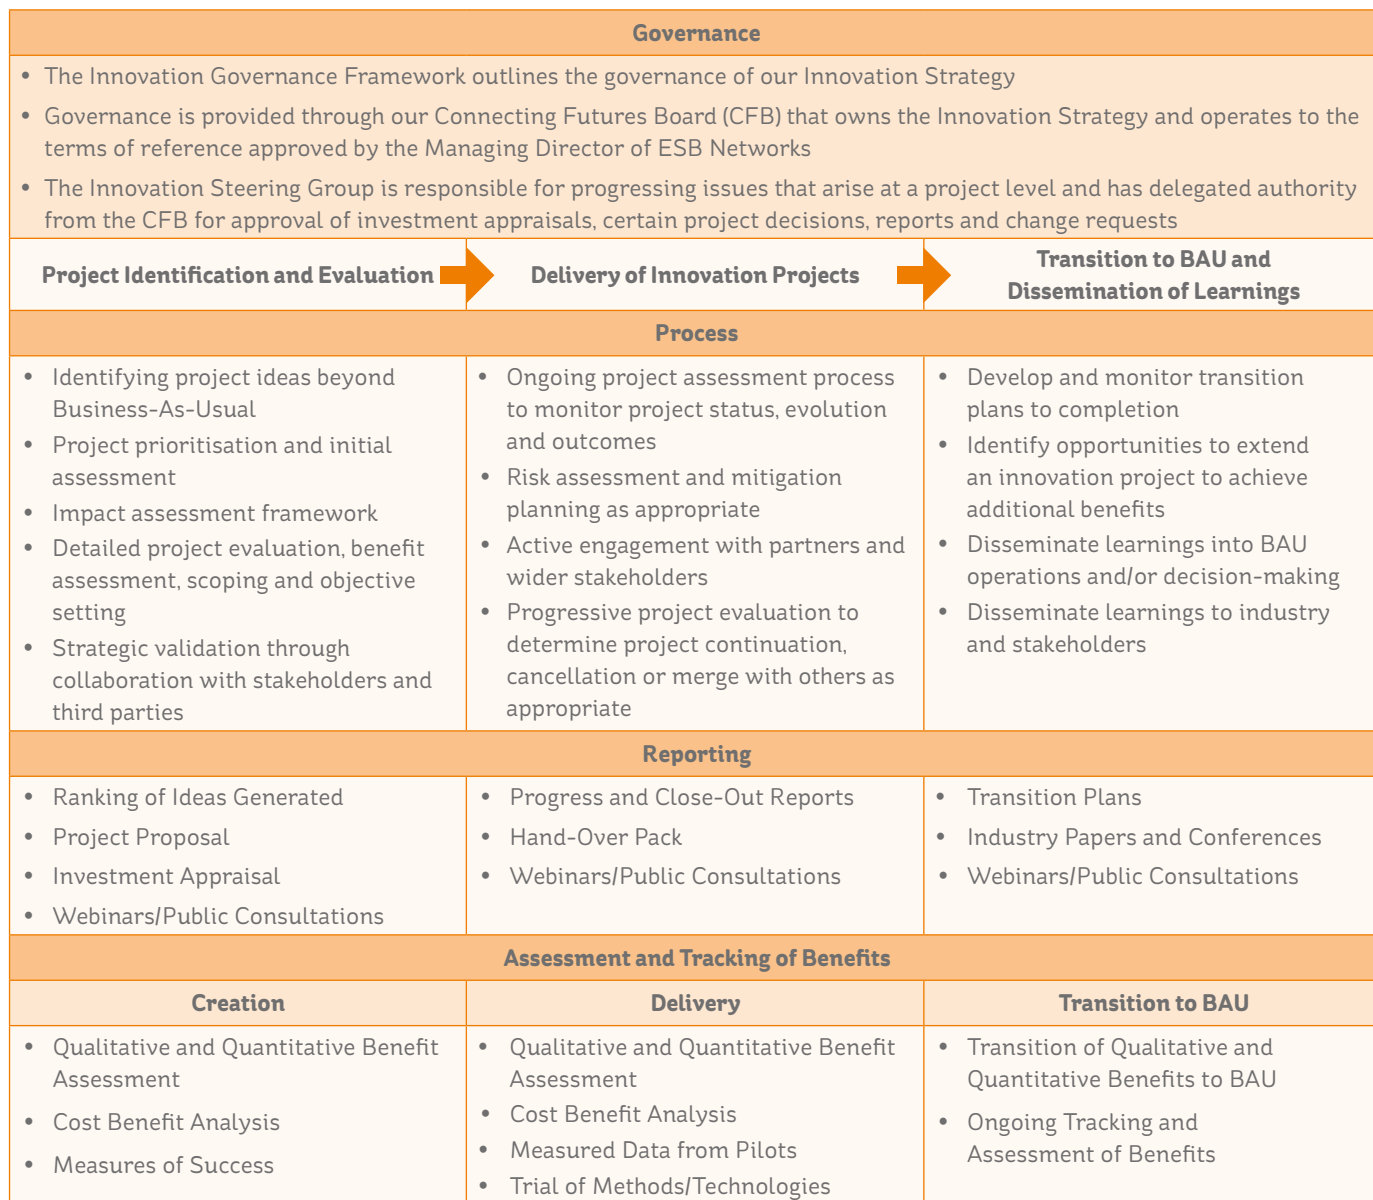 Governance
• The Innovation Governance Framework outlines the governance of our Innovation Strategy
• Governance is provided through our Connecting Futures Board (CFB) that owns the Innovation Strategy and operates to the
terms of reference approved by the Managing Director of ESB Networks
• The Innovation Steering Group is responsible for progressing issues that arise at a project level and has delegated authority
from the CFB for approval of investment appraisals, certain project decisions, reports and change requests
Project Identification and Evaluation
Delivery of Innovation Projects
Transition to BAU and
Dissemination of Learnings
Process
• Identifying project ideas beyond
Business-As-Usual
• Project prioritisation and initial
assessment
• Impact assessment framework
• Detailed project evaluation, benefit
assessment, scoping and objective
setting
• Strategic validation through
collaboration with stakeholders and
third parties
• Ongoing project assessment process
to monitor project status, evolution
and outcomes
• Risk assessment and mitigation
planning as appropriate
• Active engagement with partners and
wider stakeholders
• Progressive project evaluation to
determine project continuation,
cancellation or merge with others as
appropriate
• Develop and monitor transition
plans to completion
• Identify opportunities to extend
an innovation project to achieve
additional benefits
• Disseminate learnings into BAU
operations and/or decision-making
• Disseminate learnings to industry
and stakeholders
Reporting
• Ranking of Ideas Generated
• Project Proposal
• Investment Appraisal
• Webinars/Public Consultations
• Progress and Close-Out Reports
• Hand-Over Pack
• Webinars/Public Consultations
• Transition Plans
• Industry Papers and Conferences
• Webinars/Public Consultations
Assessment and Tracking of Benefits
Creation
Delivery
Transition to BAU
• Qualitative and Quantitative Benefit
Assessment
• Cost Benefit Analysis
• Measures of Success
• Qualitative and Quantitative Benefit
Assessment
• Cost Benefit Analysis
• Measured Data from Pilots
• Trial of Methods/Technologies
• Transition of Qualitative and
Quantitative Benefits to BAU
• Ongoing Tracking and
Assessment of Benefits